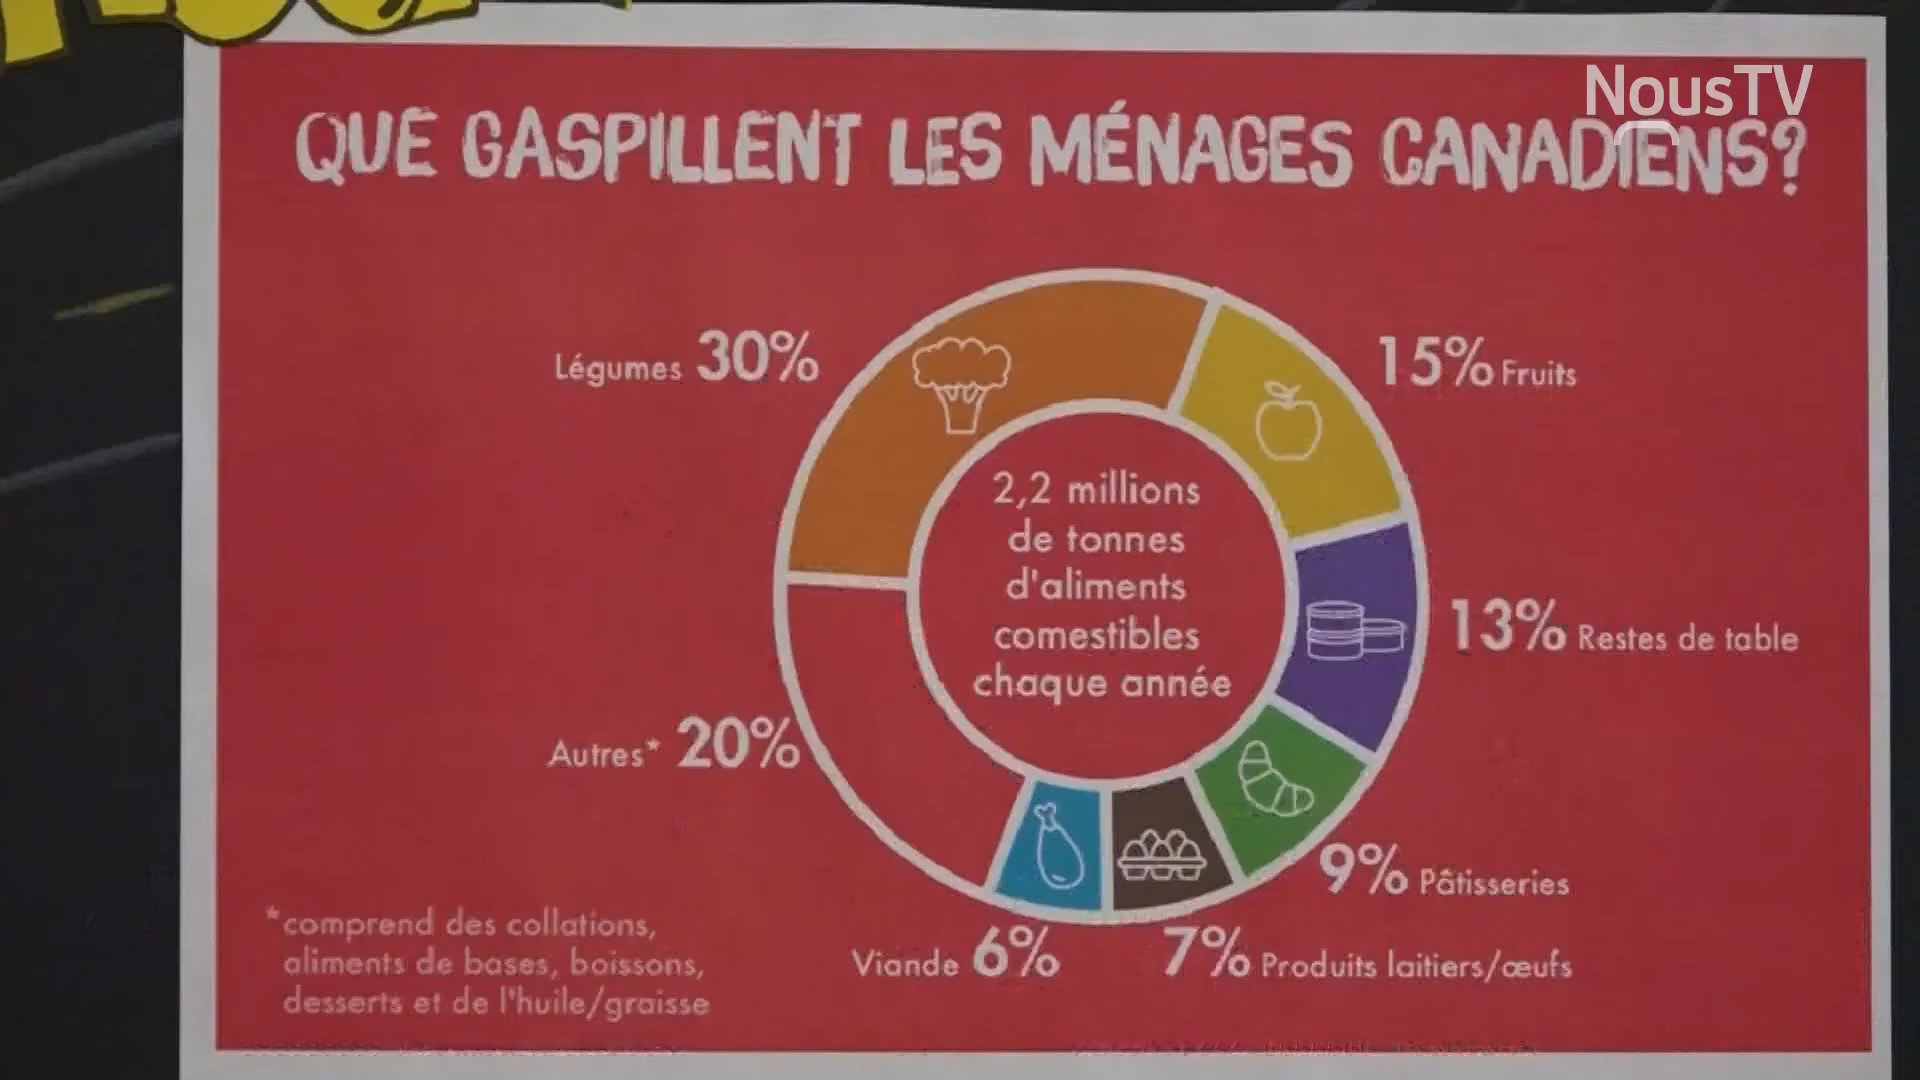 NousTV
QUE GASPILLENT LES MÉNAGES CANADIENS?
Légumes 30%
15% Fruits
2,2 millions
de tonnes
d'aliments
comestibles
chaque année
13% Restes de table
Autres* 20%
9% Pâtisseries
Viande 6%
7% Produits laitiers/œufs
*comprend des collations,
aliments de bases, boissons,
desserts et de l'huile/graisse